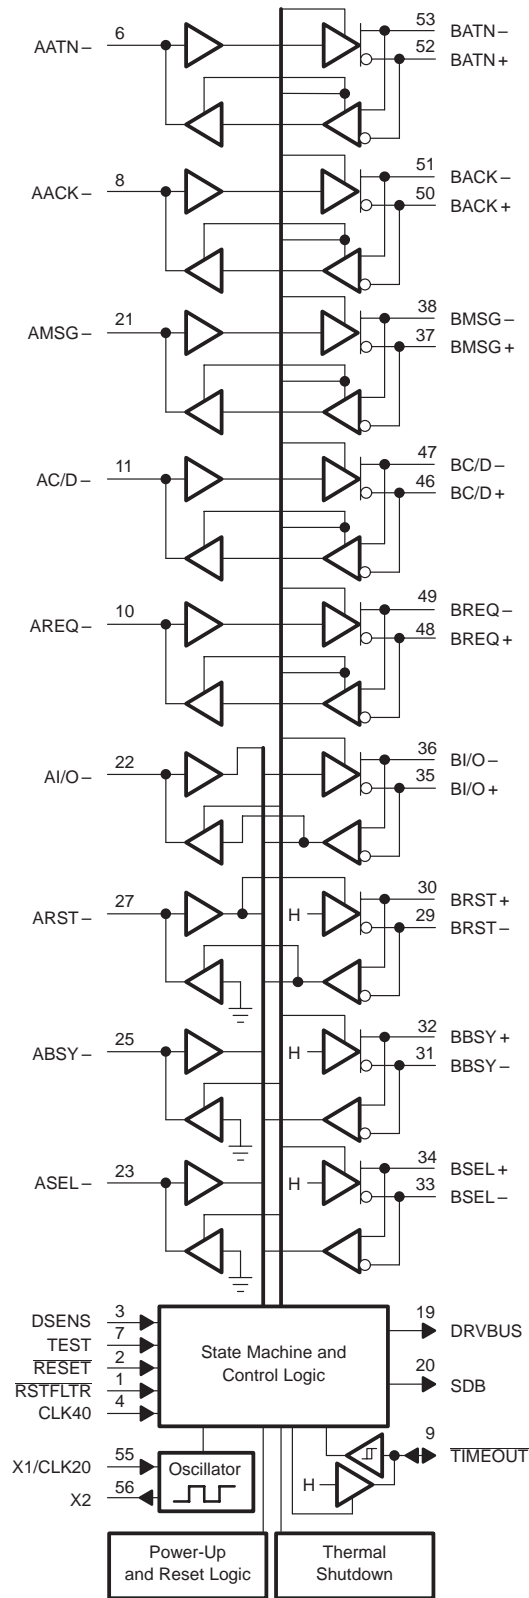 AATN–
6
53
BATN–
52
BATN+
AACK–
8
51
BACK–
50
BACK+
AMSG–
21
38
BMSG–
37
BMSG+
AC/D–
11
47
BC/D–
46
BC/D+
AREQ–
10
49
BREQ–
48
BREQ+
AI/O–
22
36
BI/O–
35
BI/O+
ARST–
27
H
30
BRST+
29
BRST–
ABSY–
25
H
32
BBSY+
31
BBSY–
ASEL–
23
H
34
BSEL+
33
BSEL–
DSENS
3
TEST
7
RESET
2
RSTFLTR
1
CLK40
4
State Machine and
Control Logic
19
DRVBUS
20
SDB
X1/CLK20
55
X2
56
Oscillator
H
9
TIMEOUT
Power-Up
and Reset Logic
Thermal
Shutdown